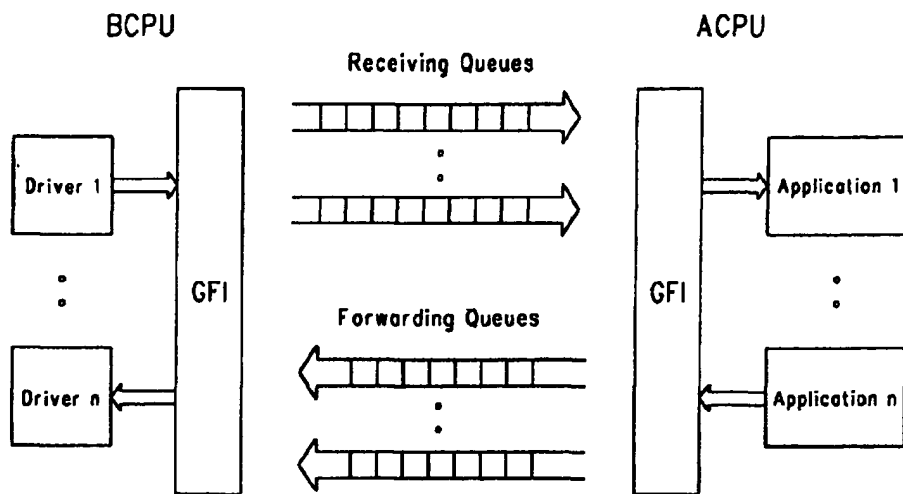 BCPU
ACPU
Receiving Queues
Driver 1
Application 1
GFI
GFI
Forwarding Queues
Driver n
Application n